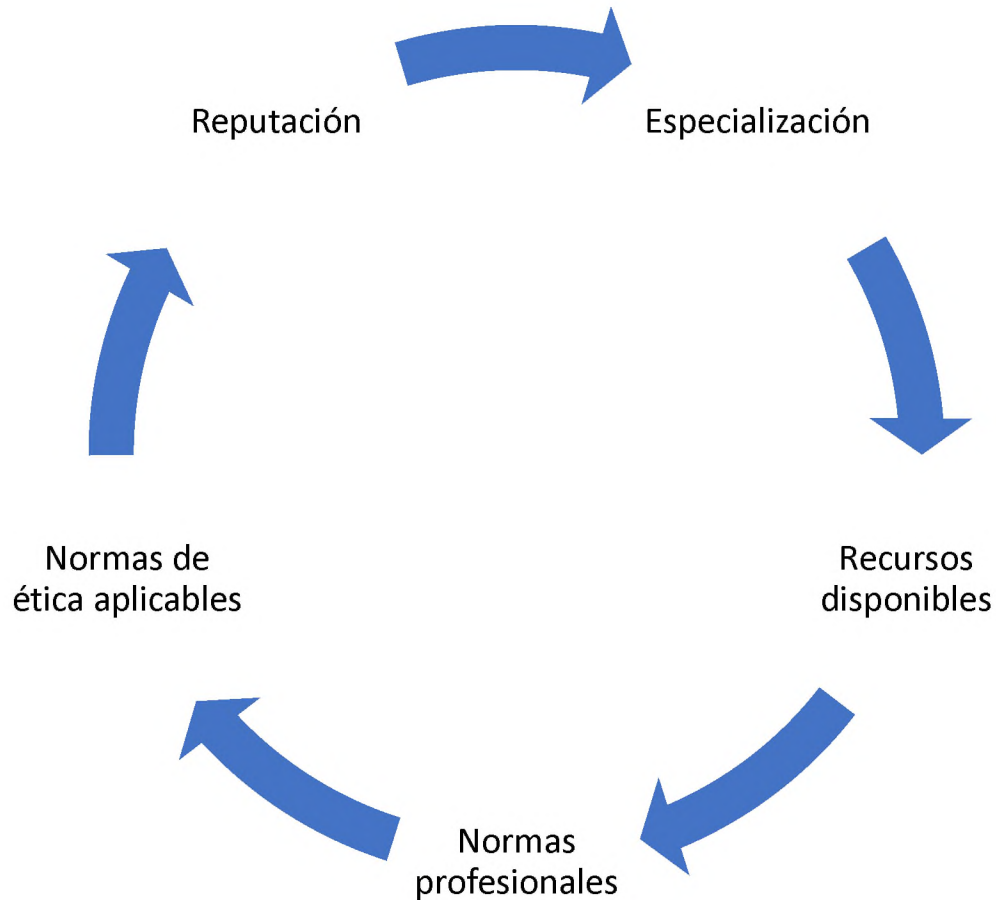 Reputación
Especialización
Recursos
disponibles
Normas
profesionales
Normas de
ética aplicables